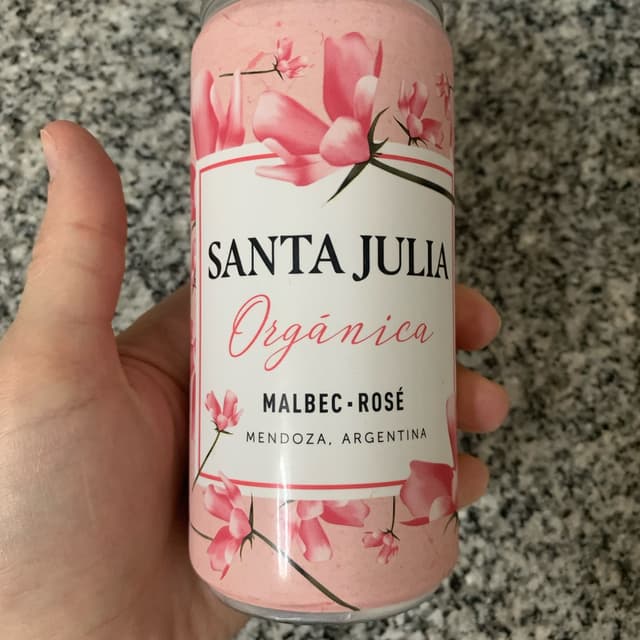 SANTA JULIA
Orgánica
MALBEC·ROSÉ
MENDOZA, ARGENTINA